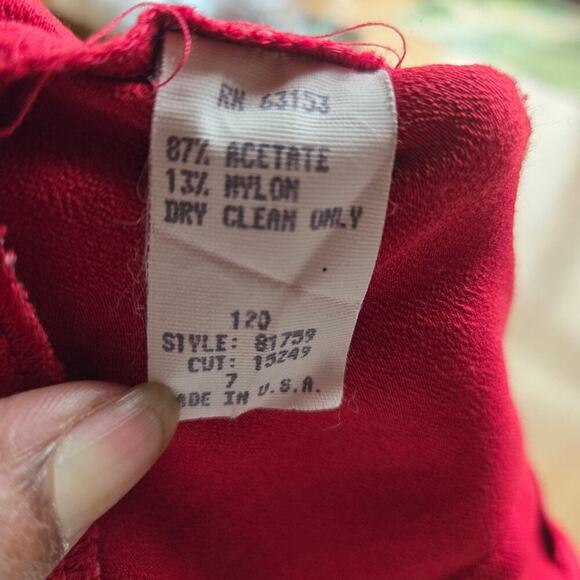 RN 63153
87% ACETATE
13% NYLON
DRY CLEAN ONLY
120
STYLE: 81759
CUT: 15249
7
ADE IN U.S.A.